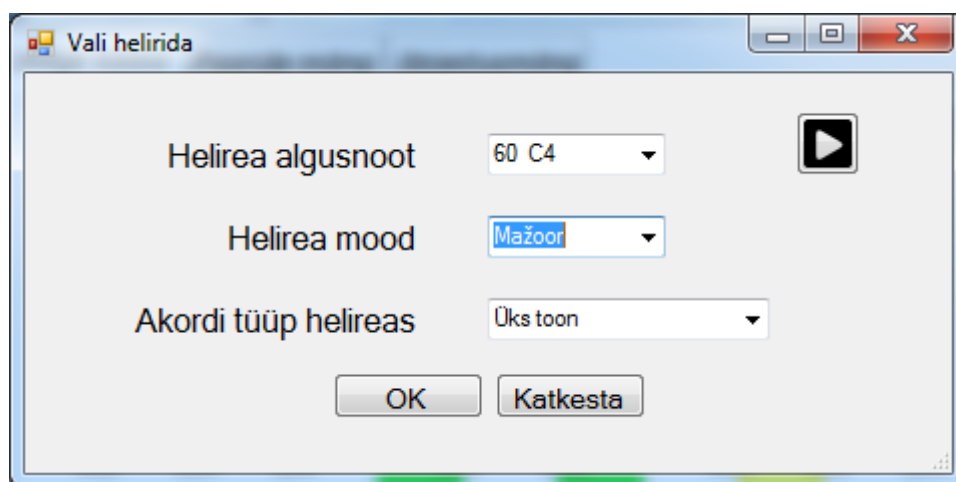 Vali helirida
Helirea algusnoot 60 C4
Helirea mood Mažoor
Akordi tüüp helireas Üks toon
OK Katkesta